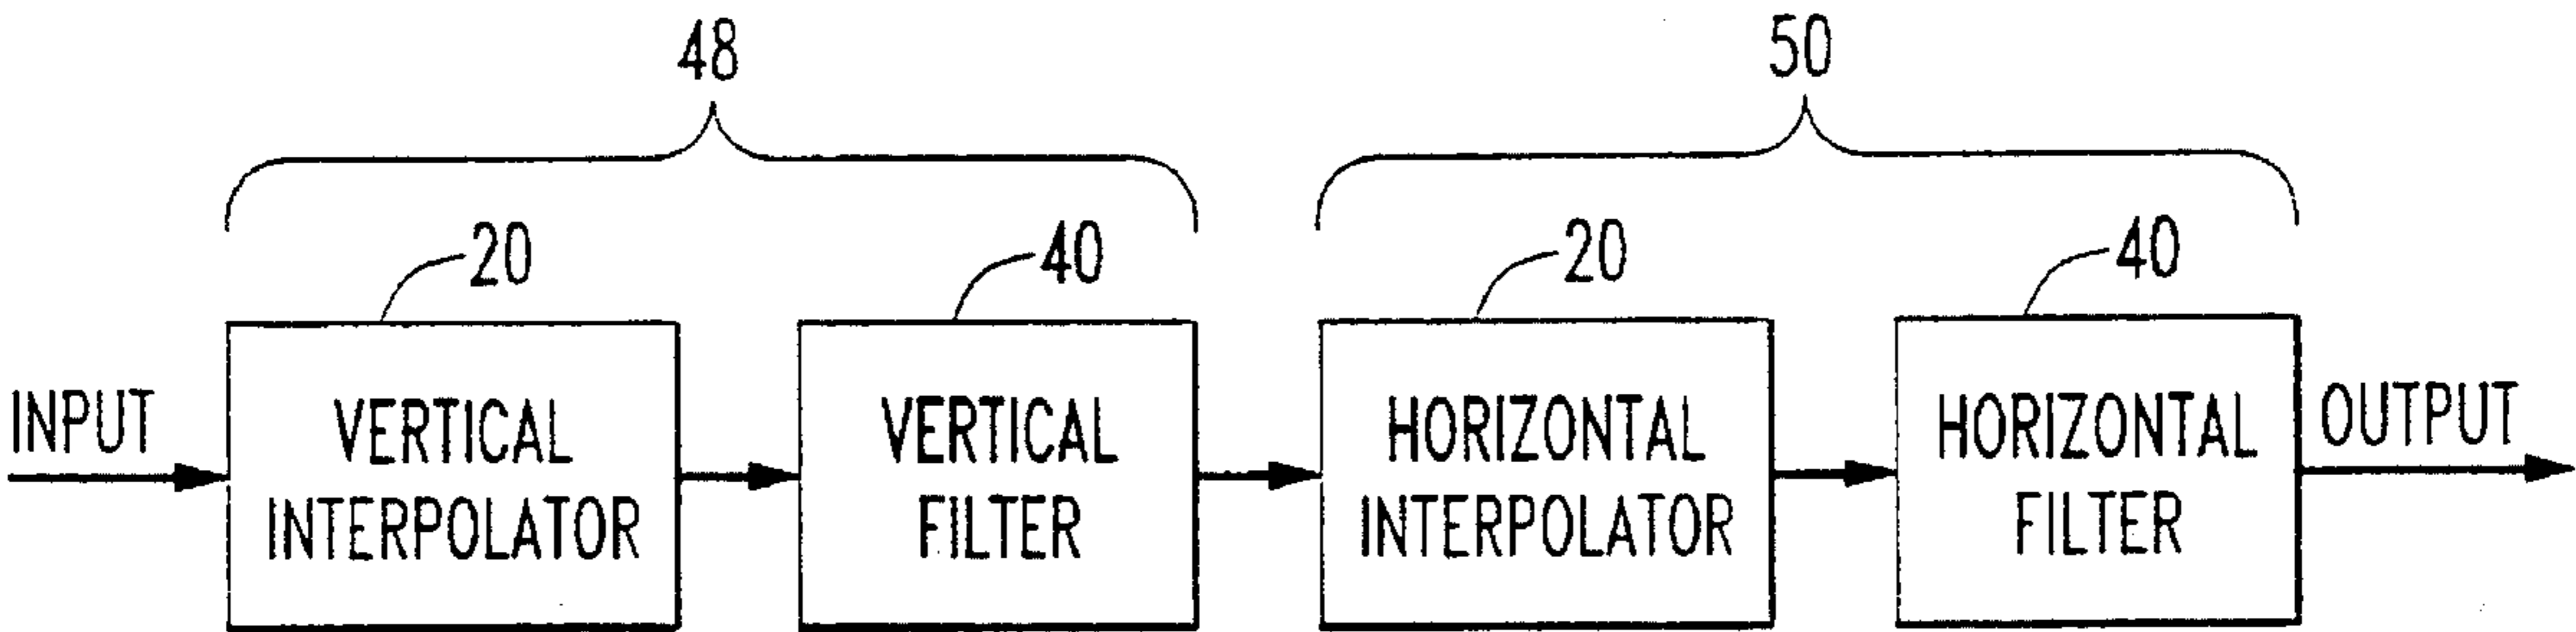 48
50
20
40
20
40
INPUT
VERTICAL
INTERPOLATOR
VERTICAL
FILTER
HORIZONTAL
INTERPOLATOR
HORIZONTAL
FILTER
OUTPUT